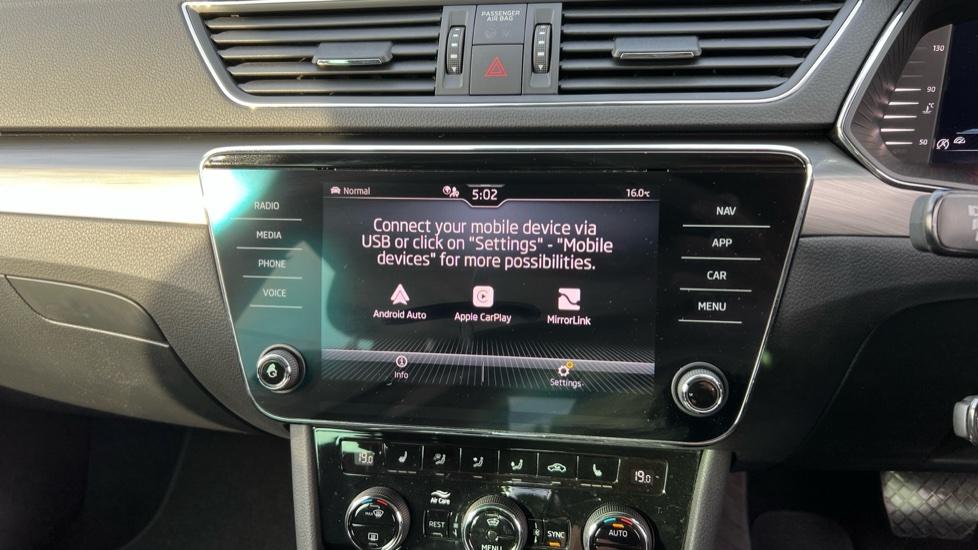 PASSENGER
AIR BAG
130
90
°C
50
Normal
5:02
16.0°C
RADIO
MEDIA
PHONE
VOICE
Connect your mobile device via
USB or click on "Settings" - "Mobile
devices" for more possibilities.
Android Auto
Apple CarPlay
MirrorLink
Info
Settings
NAV
APP
CAR
MENU
19.0
19.0
MAX
Air Care
REST
MENU
SYNC
AUTO